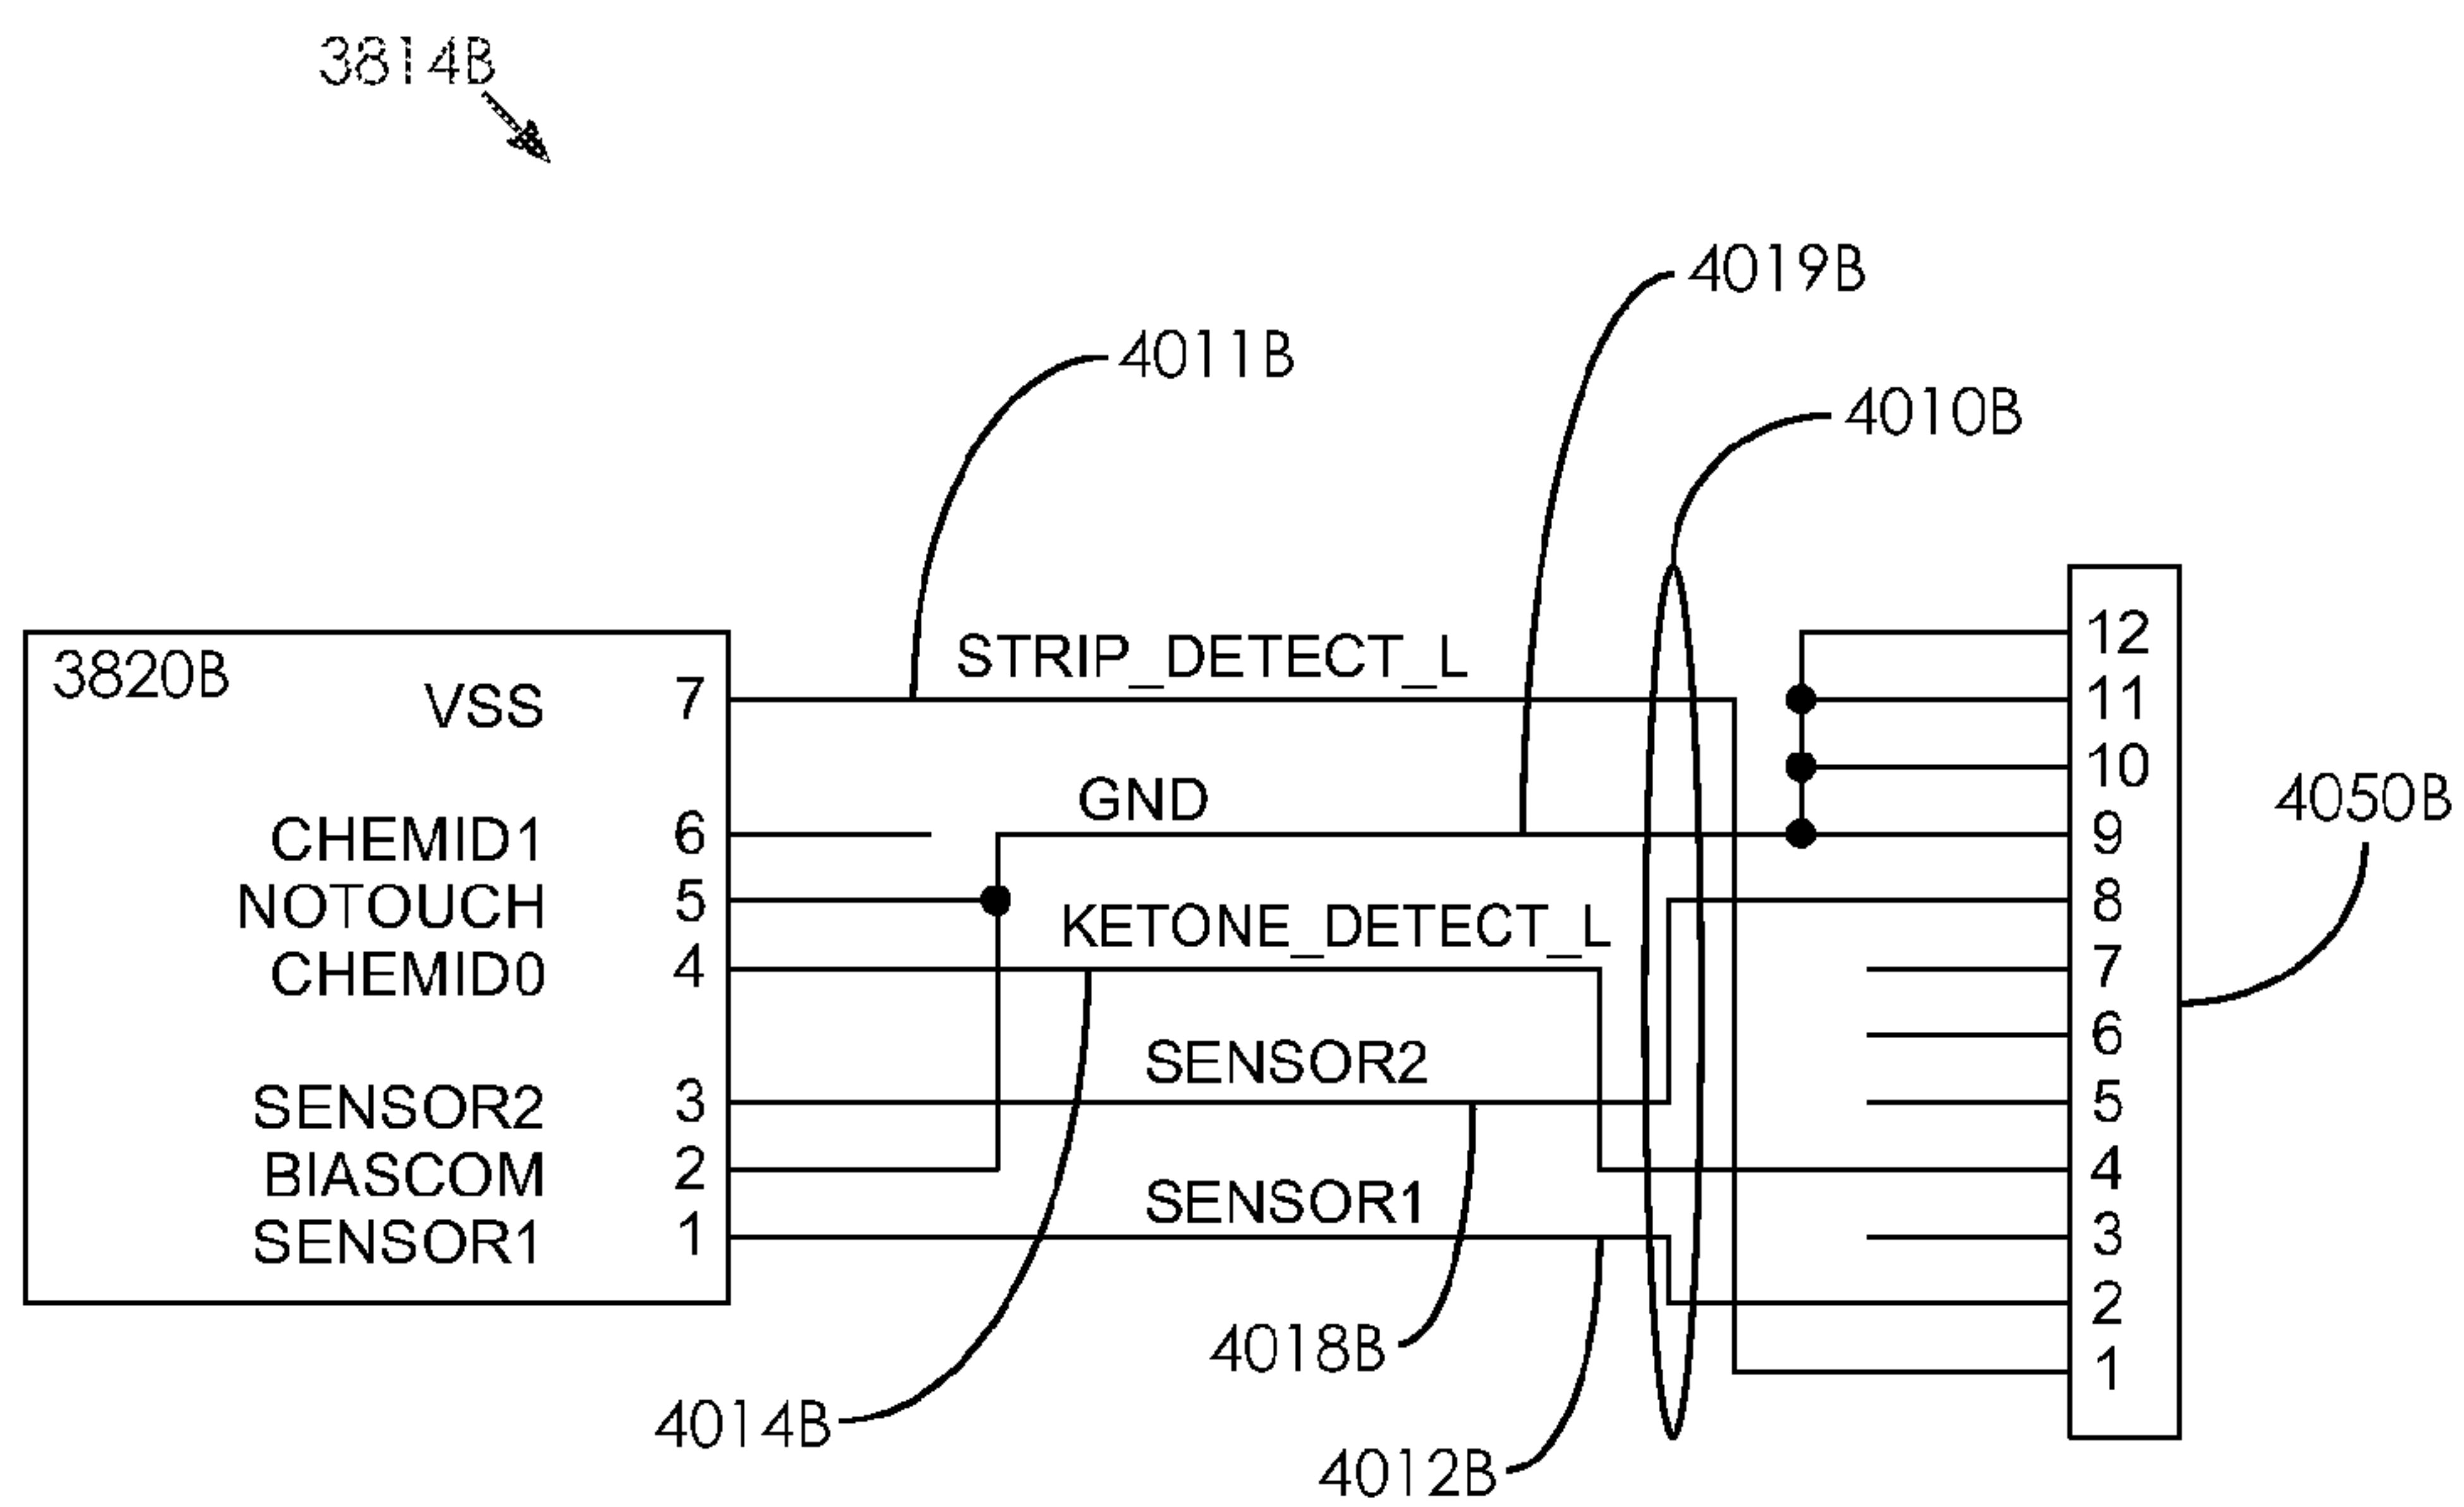 3814B
4019B
4011B
4010B
STRIP_DETECT_L
12
3820B
VSS 7
11
10
GND
4050B
CHEMID1 6
9
NOTOUCH 5
KETONE_DETECT_L
8
CHEMID0 4
7
6
SENSOR2
SENSOR2 3
5
BIASCOM 2
4
SENSOR1
SENSOR1 1
3
2
4018B
1
4014B
4012B